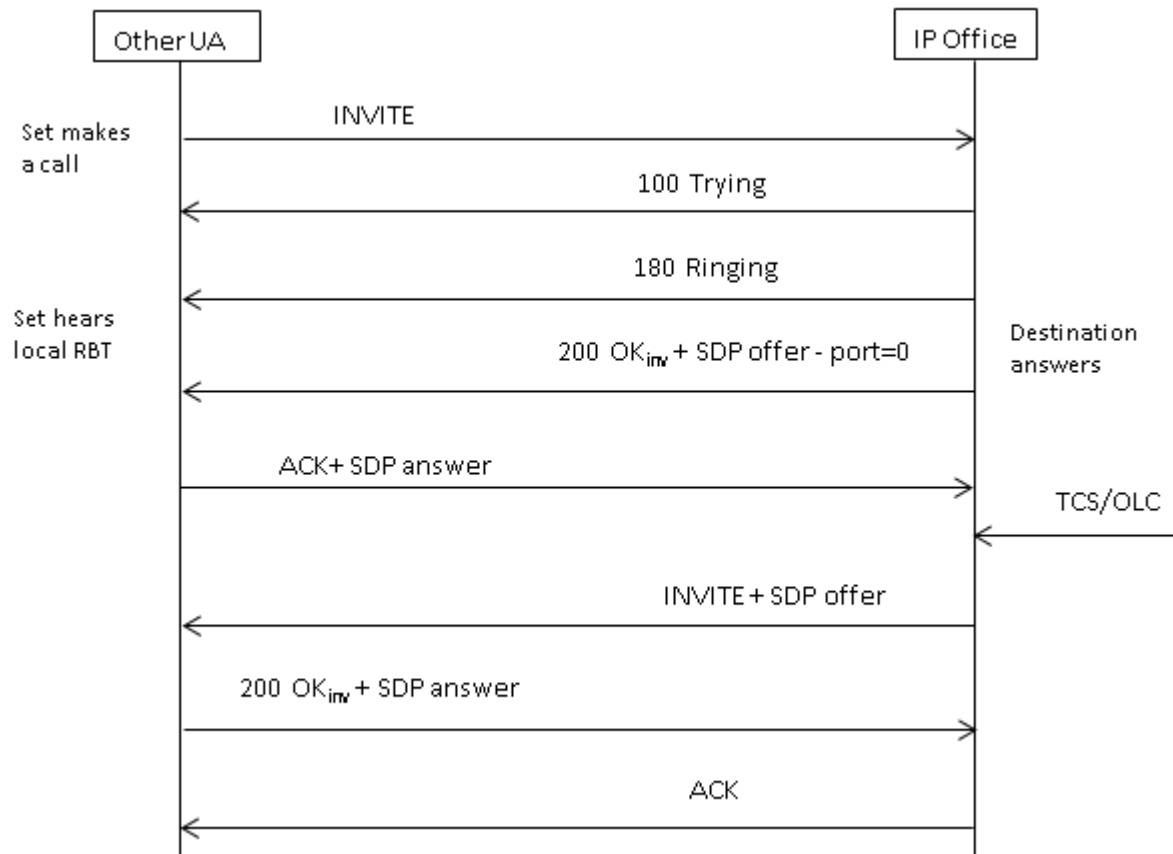 Other UA
IP Office
INVITE
Set makes
a call
100 Trying
180 Ringing
Set hears
local RBT
200 OKinv + SDP offer - port=0
Destination
answers
ACK+ SDP answer
TCS/OLC
INVITE + SDP offer
200 OKinv + SDP answer
ACK